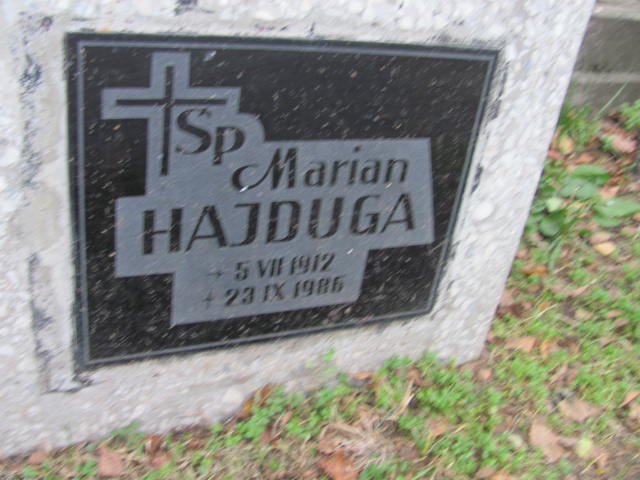 Sp
Marian
HAJDUGA
+ 5 VII 1912
+ 23 IX 1986